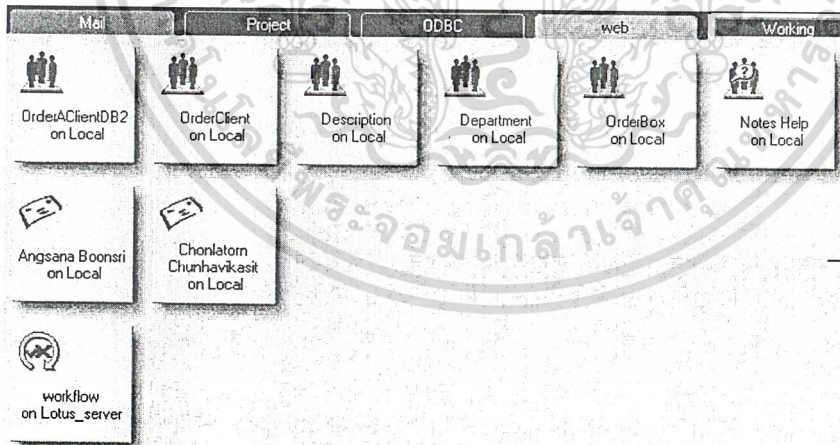 Mail
Project
ODBC
web
Working
OrderAClientDB2
on Local
OrderClient
on Local
Description
on Local
Department
on Local
OrderBox
on Local
Notes Help
on Local
Angsana Boonsri
on Local
Chonlatorn
Chunhavikasit
on Local
workflow
on Lotus_server